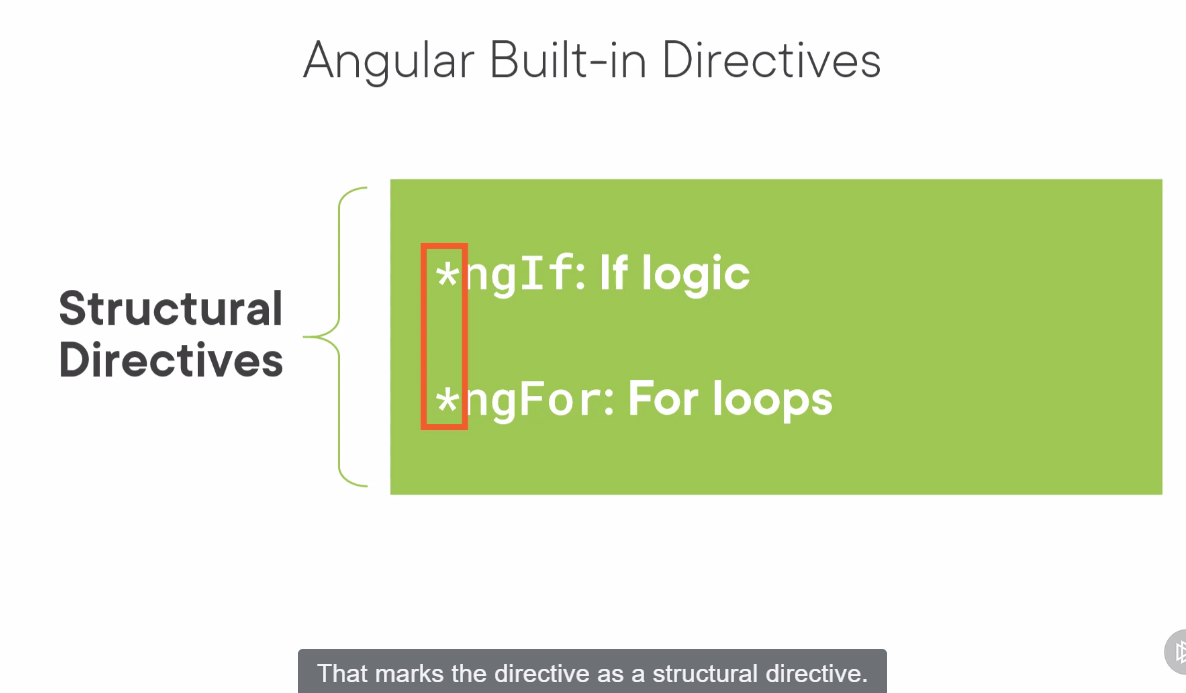 Angular Built-in Directives
Structural
Directives
*ngIf: If logic
*ngFor: For loops
That marks the directive as a structural directive.